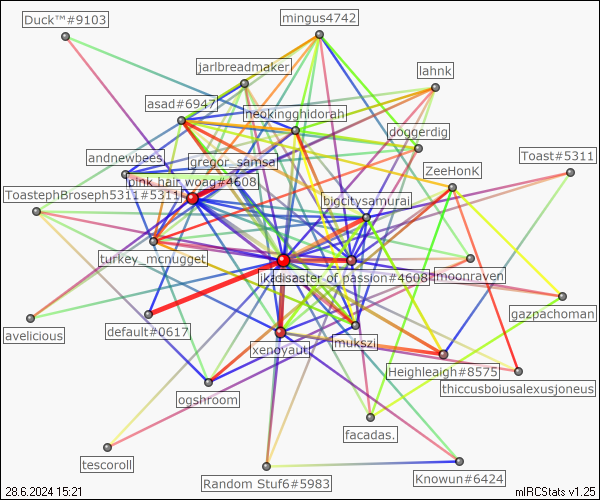 Duck™#9103
mingus4742
jarlbreadmaker
lahnk
asad#6947
neokingghidorah
doggerdig
andnewbees
gregor_samsa
Toast#5311
ZeeHonK
pink hair woag#4608
ToastephBroseph5311#5311
bigcitysamurai
turkey_mcnugget
disaster of passion#4608
moonraven
gazpachoman
avelicious
default#0617
xenoyaut
mukszi
Heighleigh#8575
thiccusboiusalexusjoneus
ogshroom
facadas.
tescoroll
Random Stuf6#5983
Knowun#6424
28.6.2024 15:21
mIRCStats v1.25